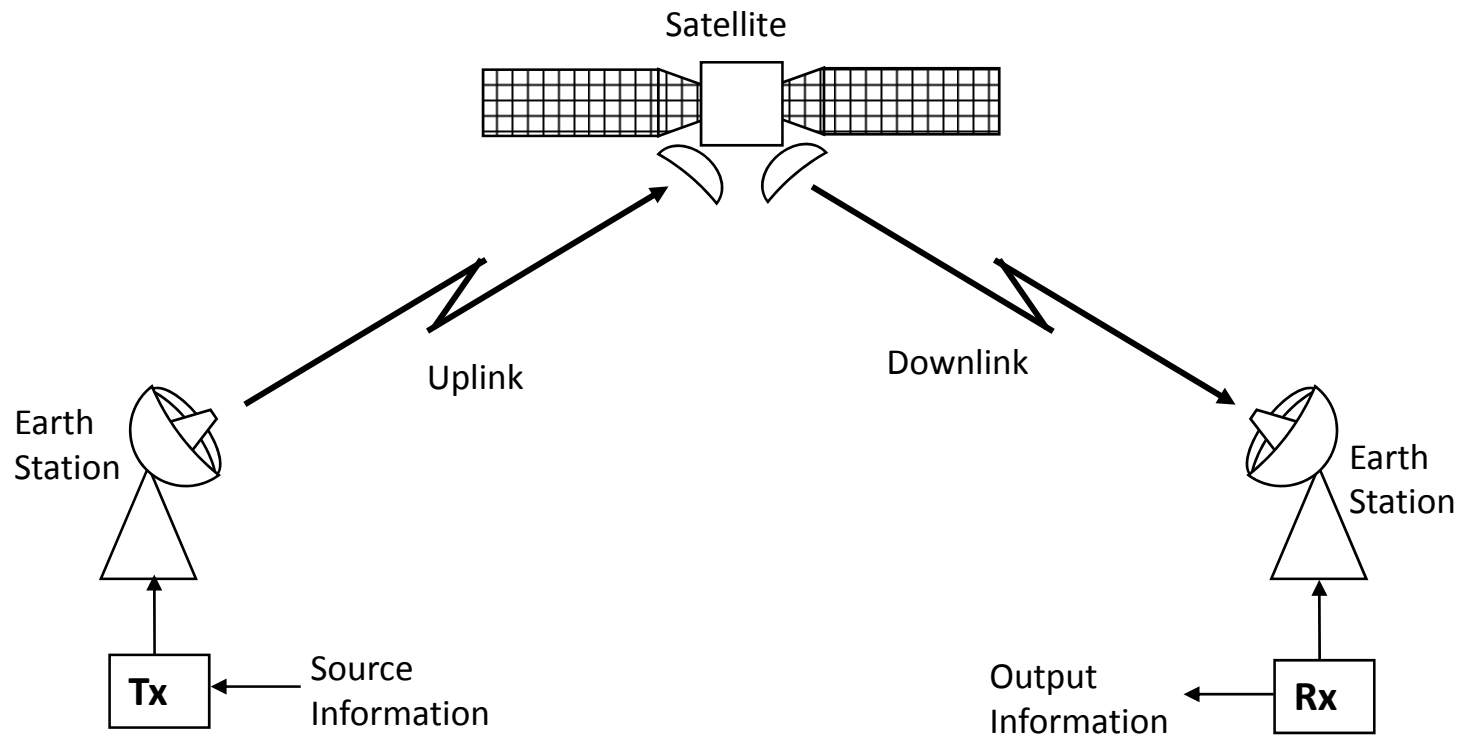 Satellite
Uplink
Downlink
Earth
Station
Earth
Station
Tx
Source
Information
Output
Information
Rx